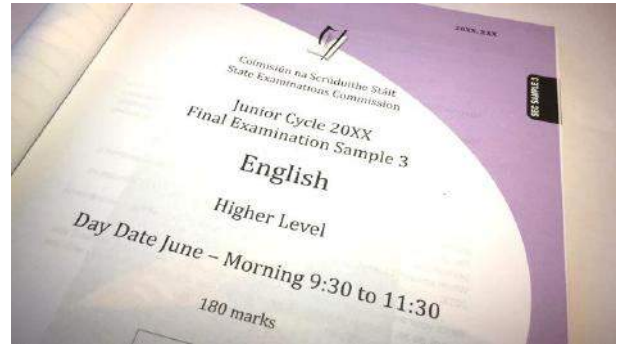 20XX. XXX
SEC SAMPLE 3
Coimisiún na Scrúduithe Stáit
State Examinations Commission
Junior Cycle 20XX
Final Examination Sample 3
English
Higher Level
Day Date June – Morning 9:30 to 11:30
180 marks